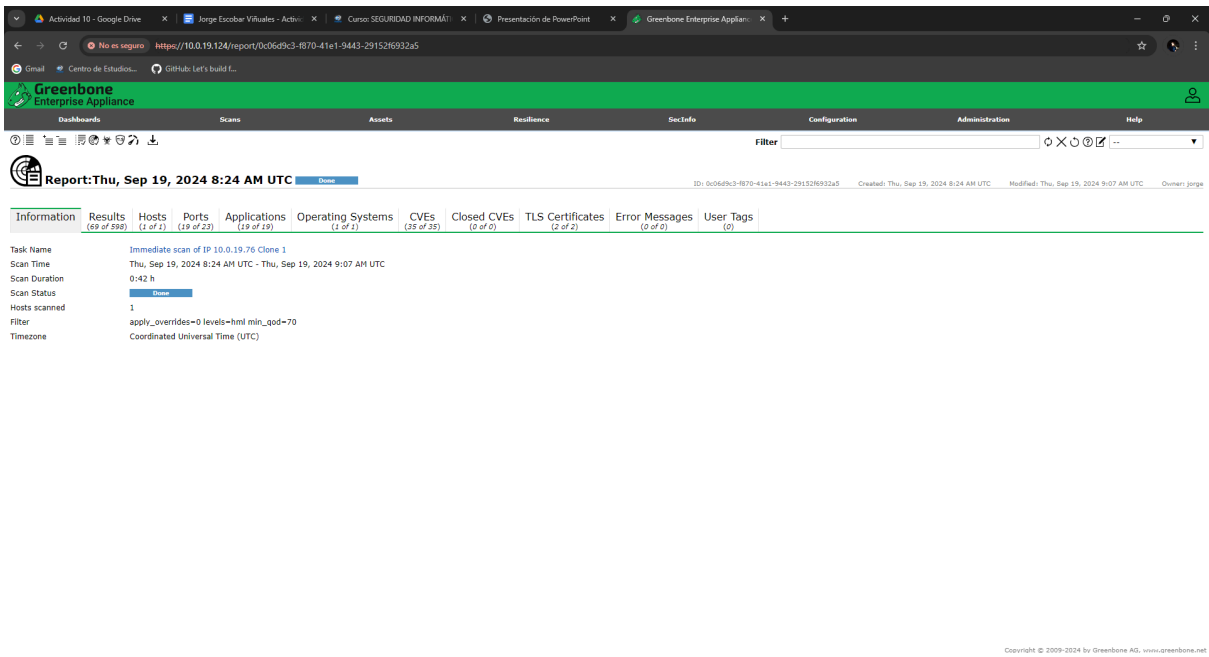 Actividad 10 - Google Drive
Jorge Escobar Viñuales - Activi
Curso: SEGURIDAD INFORMÁTI
Presentación de PowerPoint
Greenbone Enterprise Applianc
No es seguro https://10.0.19.124/report/0c06d9c3-f870-41e1-9443-29152f6932a5
Gmail Centro de Estudios... GitHub: Let's build f...
Greenbone
Enterprise Appliance
Dashboards Scans Assets Resilience SecInfo Configuration Administration Help
Filter --
Report:Thu, Sep 19, 2024 8:24 AM UTC Done
ID: 0c06d9c3-f870-41e1-9443-29152f6932a5 Created: Thu, Sep 19, 2024 8:24 AM UTC Modified: Thu, Sep 19, 2024 9:07 AM UTC Owner: jorge
Information Results Hosts Ports Applications Operating Systems CVEs Closed CVEs TLS Certificates Error Messages User Tags
(69 of 598) (1 of 1) (19 of 23) (19 of 19) (1 of 1) (35 of 35) (0 of 0) (2 of 2) (0 of 0) (0)
Task Name Immediate scan of IP 10.0.19.76 Clone 1
Scan Time Thu, Sep 19, 2024 8:24 AM UTC - Thu, Sep 19, 2024 9:07 AM UTC
Scan Duration 0:42 h
Scan Status Done
Hosts scanned 1
Filter apply_overrides=0 levels=hml min_qod=70
Timezone Coordinated Universal Time (UTC)
Copyright © 2009-2024 by Greenbone AG, www.greenbone.net